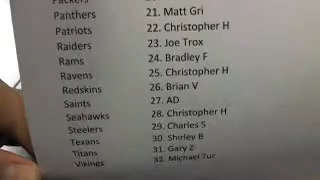 Packers
Panthers 21. Matt Gri
Patriots 22. Christopher H
Raiders 23. Joe Trox
Rams 24. Bradley F
Ravens 25. Christopher H
Redskins 26. Brian V
Saints 27. AD
Seahawks 28. Christopher H
Steelers 29. Charles S
Texans 30. Shirley B
Titans 31. Gary Z
Vikings 32. Michael Tur